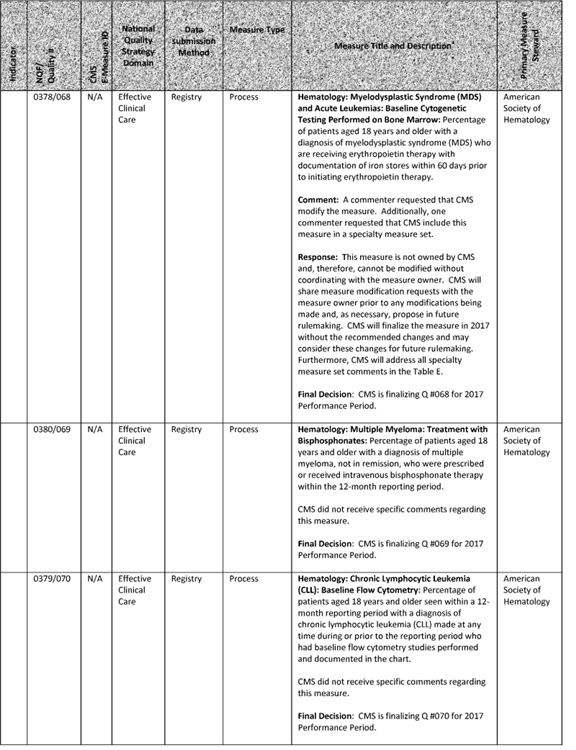 Indicator
NQF/
Quality #
CMS
E-Measure ID
National
Quality
Strategy
Domain
Data
submission
Method
Measure Type
Measure Title and Description
Primary Measure
Steward
0378/068
N/A
Effective
Clinical
Care
Registry
Process
Hematology: Myelodysplastic Syndrome (MDS)
and Acute Leukemias: Baseline Cytogenetic
Testing Performed on Bone Marrow: Percentage
of patients aged 18 years and older with a
diagnosis of myelodysplastic syndrome (MDS) who
are receiving erythropoietin therapy with
documentation of iron stores within 60 days prior
to initiating erythropoietin therapy.
Comment: A commenter requested that CMS
modify the measure. Additionally, one
commenter requested that CMS include this
measure in a specialty measure set.
Response: This measure is not owned by CMS
and, therefore, cannot be modified without
coordinating with the measure owner. CMS will
share measure modification requests with the
measure owner prior to any modifications being
made and, as necessary, propose in future
rulemaking. CMS will finalize the measure in 2017
without the recommended changes and may
consider these changes for future rulemaking.
Furthermore, CMS will address all specialty
measure set comments in the Table E.
Final Decision: CMS is finalizing Q #068 for 2017
Performance Period.
American
Society of
Hematology
0380/069
N/A
Effective
Clinical
Care
Registry
Process
Hematology: Multiple Myeloma: Treatment with
Bisphosphonates: Percentage of patients aged 18
years and older with a diagnosis of multiple
myeloma, not in remission, who were prescribed
or received intravenous bisphosphonate therapy
within the 12-month reporting period.
CMS did not receive specific comments regarding
this measure.
Final Decision: CMS is finalizing Q #069 for 2017
Performance Period.
American
Society of
Hematology
0379/070
N/A
Effective
Clinical
Care
Registry
Process
Hematology: Chronic Lymphocytic Leukemia
(CLL): Baseline Flow Cytometry: Percentage of
patients aged 18 years and older seen within a 12-
month reporting period with a diagnosis of
chronic lymphocytic leukemia (CLL) made at any
time during or prior to the reporting period who
had baseline flow cytometry studies performed
and documented in the chart.
CMS did not receive specific comments regarding
this measure.
Final Decision: CMS is finalizing Q #070 for 2017
Performance Period.
American
Society of
Hematology